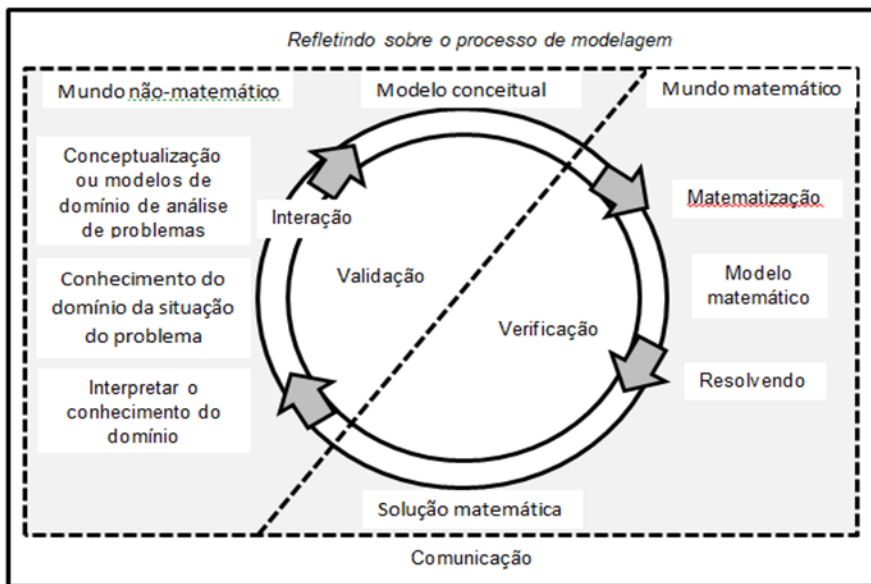 Refletindo sobre o processo de modelagem
Mundo não-matemático
Modelo conceitual
Mundo matemático
Conceptualização
ou modelos de
domínio de análise
de problemas
Interação
Matematização
Conhecimento do
domínio da situação
do problema
Validação
Modelo
matemático
Verificação
Interpretar o
conhecimento do
domínio
Resolvendo
Solução matemática
Comunicação